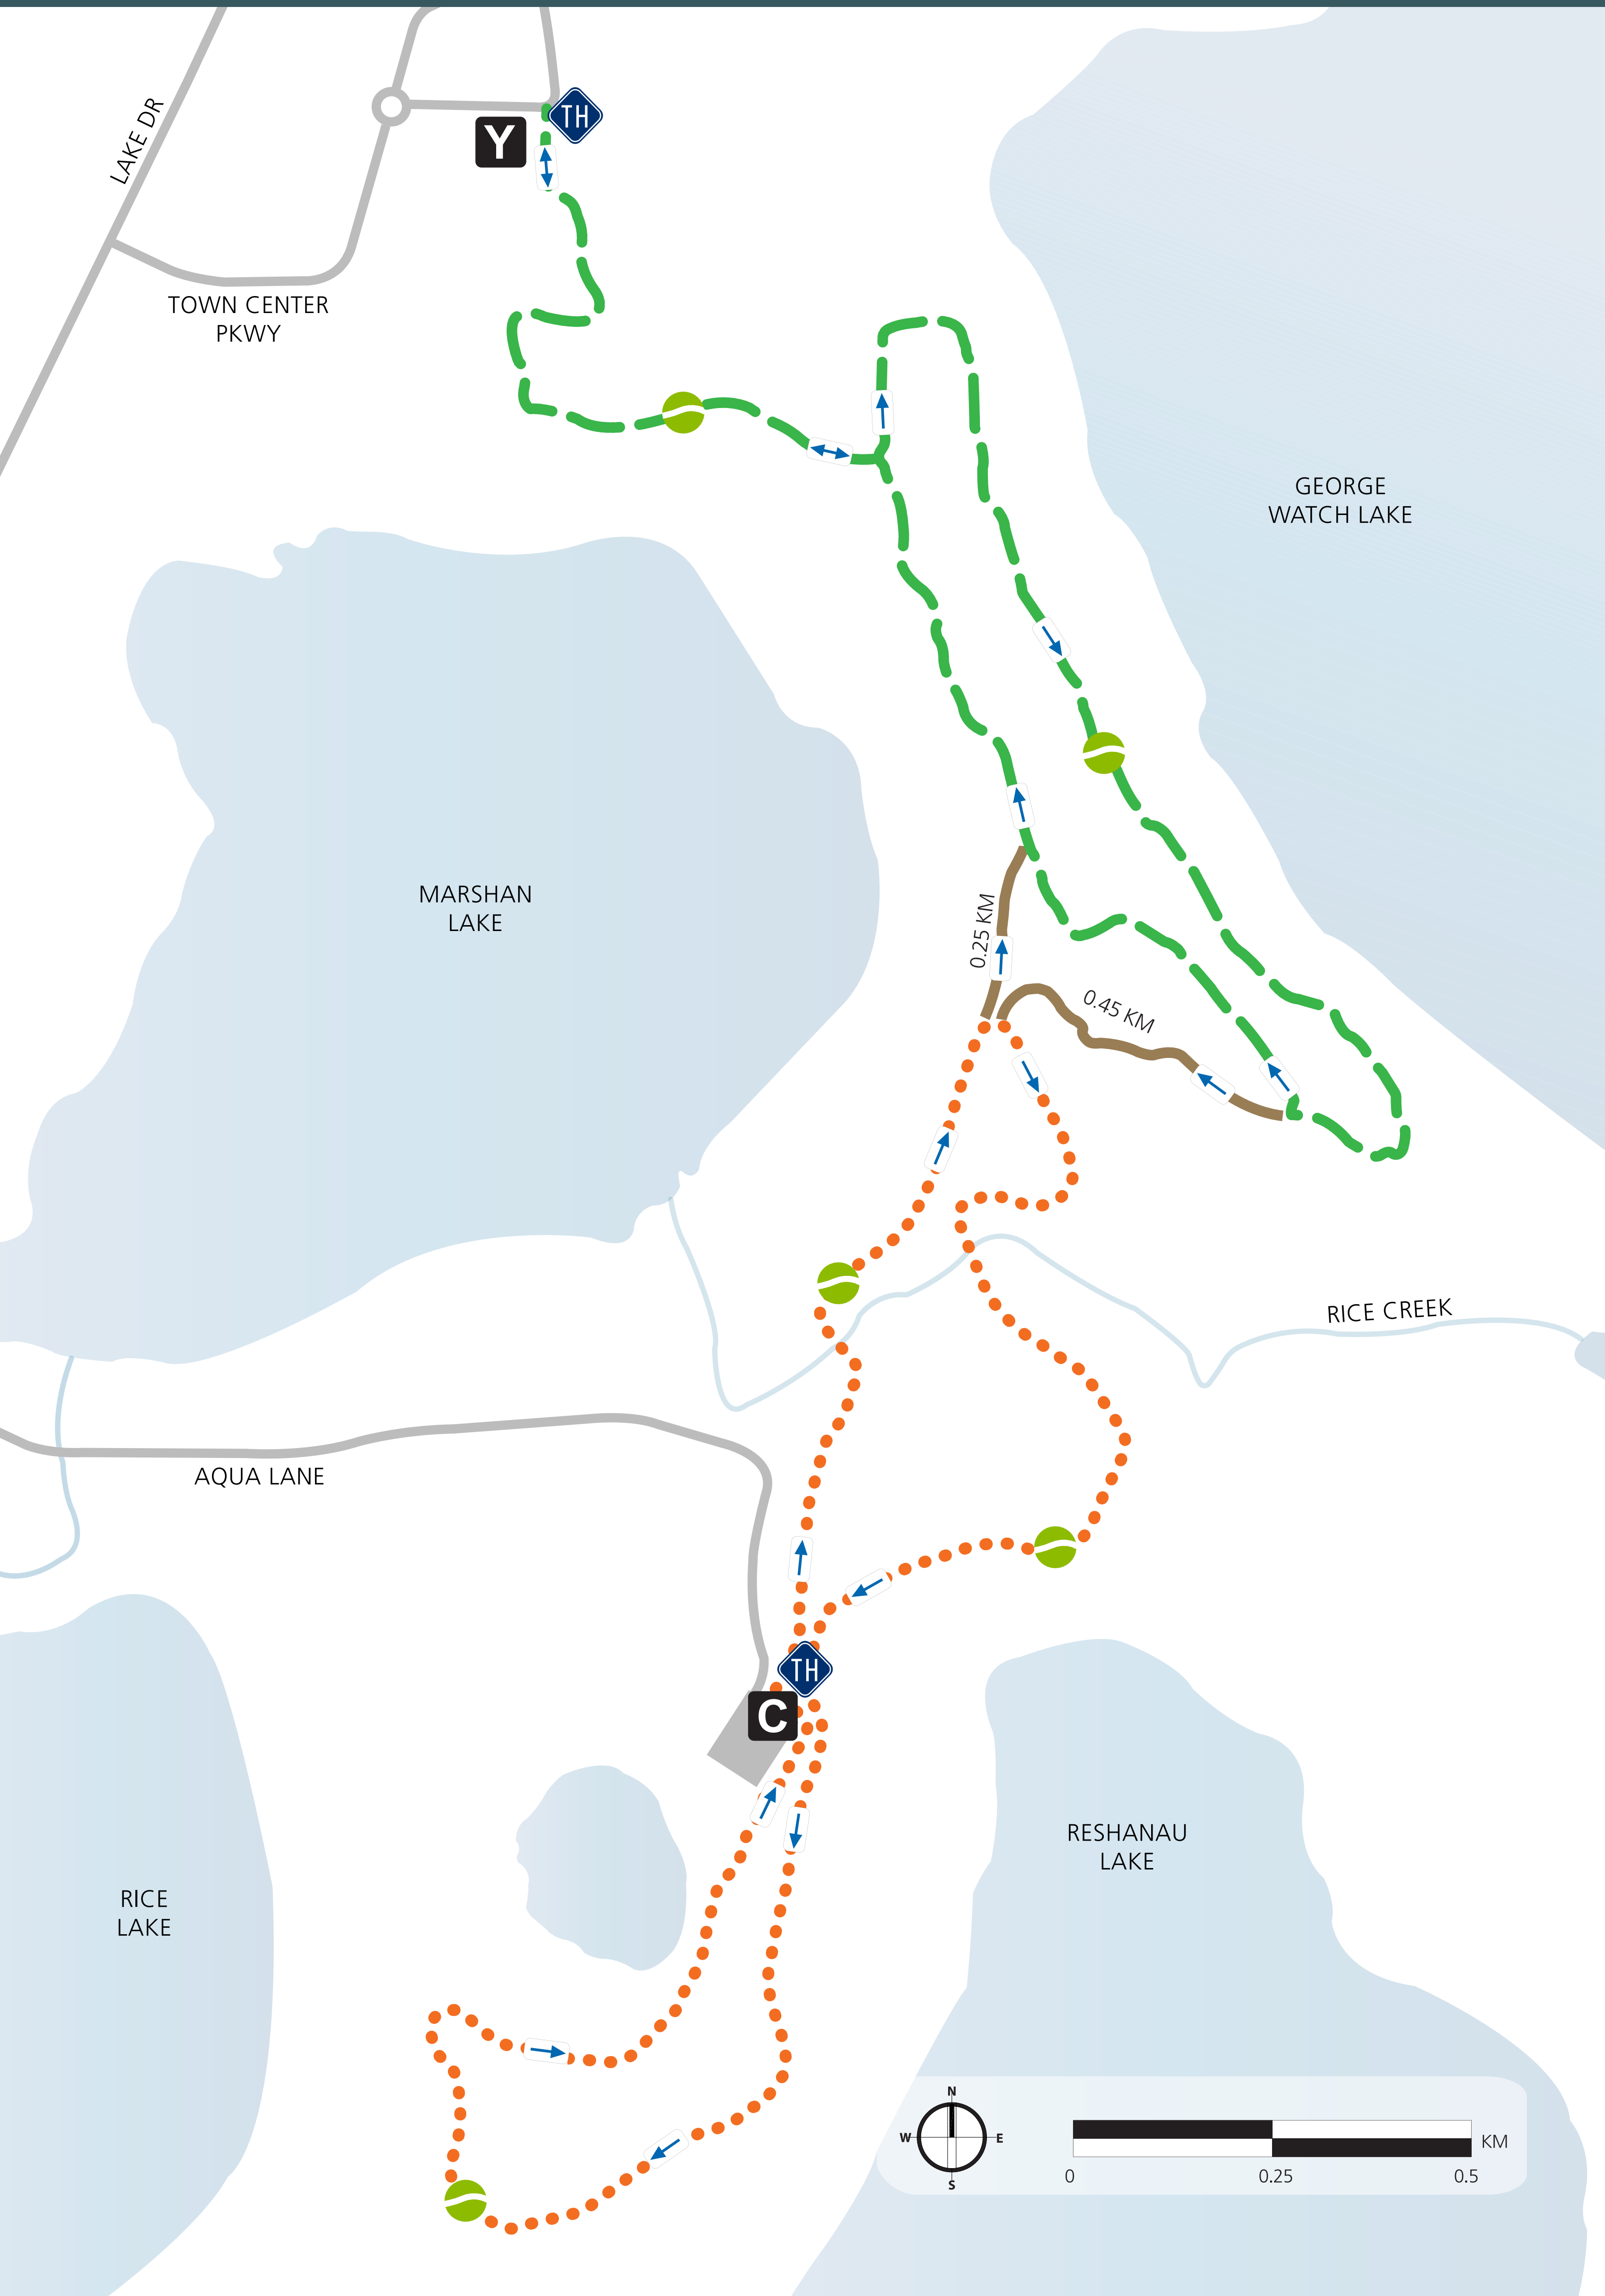 LAKE DR
TH
Y
TOWN CENTER
PKWY
GEORGE
WATCH LAKE
MARSHAN
LAKE
0.25 KM
0.45 KM
RICE CREEK
AQUA LANE
TH
C
RESHANAU
LAKE
RICE
LAKE
N
W
E
S
KM
0
0.25
0.5